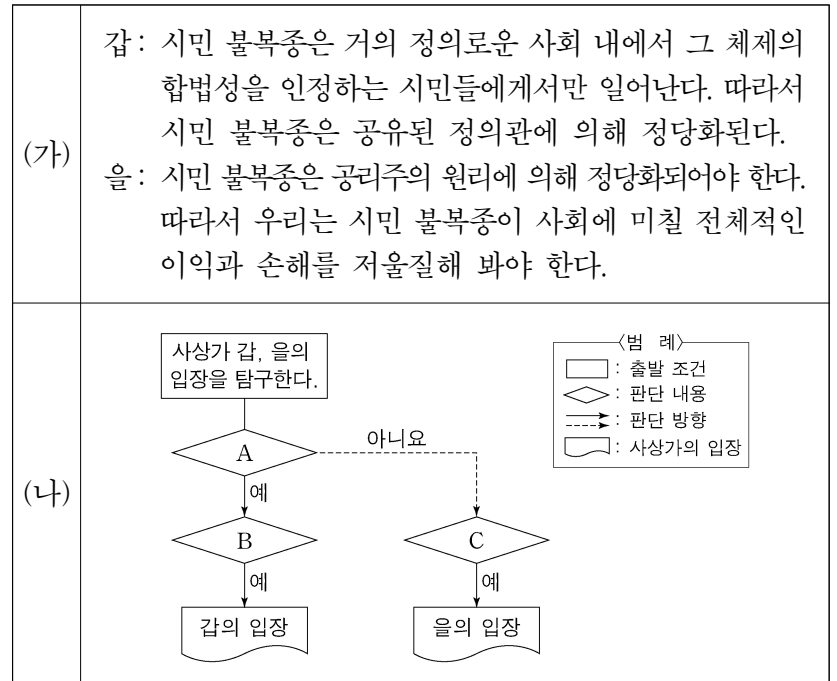 (가)
갑: 시민 불복종은 거의 정의로운 사회 내에서 그 체제의
합법성을 인정하는 시민들에게서만 일어난다. 따라서
시민 불복종은 공유된 정의관에 의해 정당화된다.
을: 시민 불복종은 공리주의 원리에 의해 정당화되어야 한다.
따라서 우리는 시민 불복종이 사회에 미칠 전체적인
이익과 손해를 저울질해 봐야 한다.
(나)
사상가 갑, 을의
입장을 탐구한다.
A
아니요
예
B
C
예
예
갑의 입장
을의 입장
〈범 례〉
: 출발 조건
: 판단 내용
: 판단 방향
: 사상가의 입장